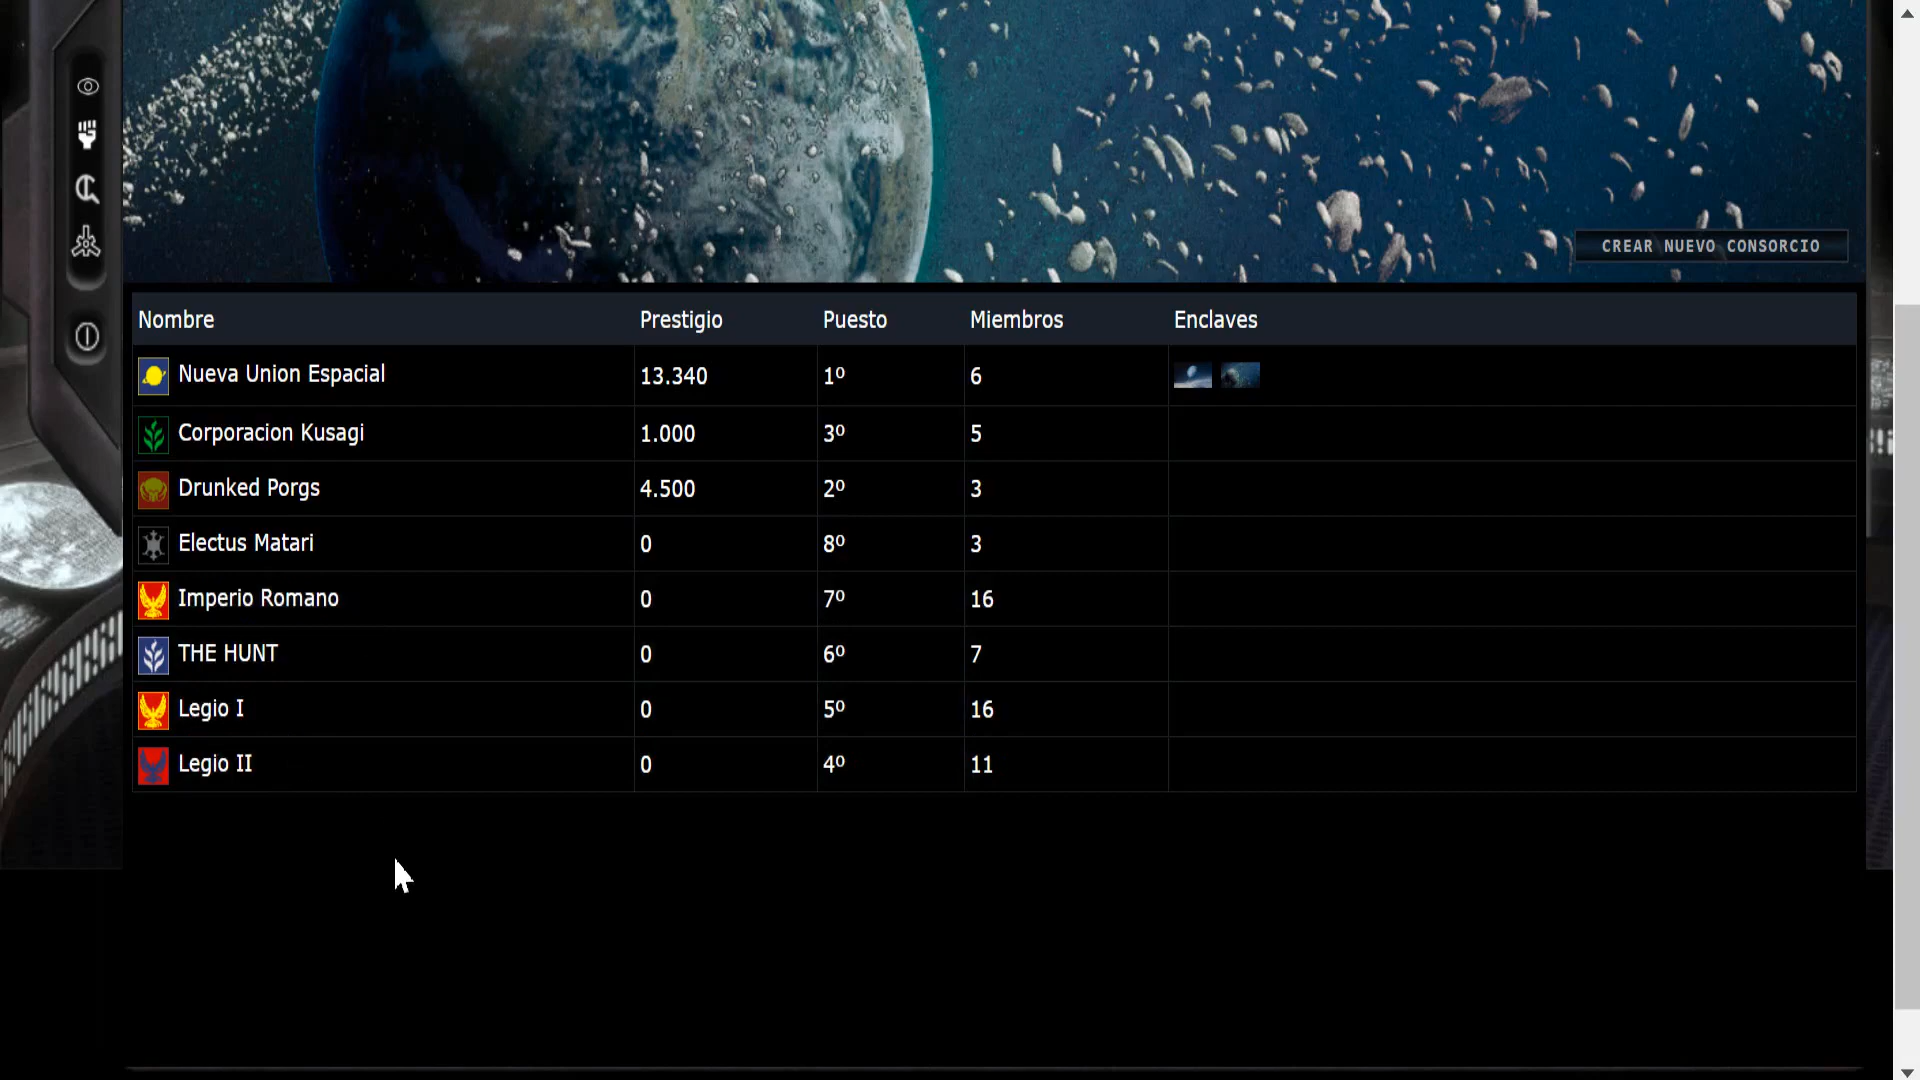 CREAR NUEVO CONSORCIO
Nombre Prestigio Puesto Miembros Enclaves
Nueva Union Espacial 13.340 1º 6
Corporacion Kusagi 1.000 3º 5
Drunked Porgs 4.500 2º 3
Electus Matari 0 8º 3
Imperio Romano 0 7º 16
THE HUNT 0 6º 7
Legio I 0 5º 16
Legio II 0 4º 11